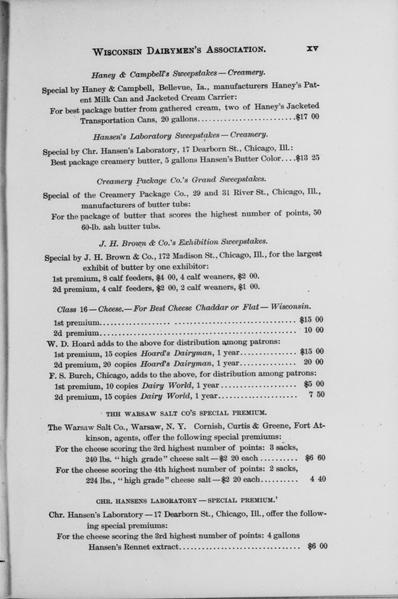 WISCONSIN DAIRYMEN'S ASSOCIATION. XV
Haney & Campbell's Sweepstakes — Creamery.
Special by Haney & Campbell, Bellevue, Ia., manufacturers Haney's Pat-
ent Milk Can and Jacketed Cream Carrier:
For best package butter from gathered cream, two of Haney's Jacketed
Transportation Cans, 20 gallons..........................$17 00
Hansen's Laboratory Sweepstakes — Creamery.
Special by Chr. Hansen's Laboratory, 17 Dearborn St., Chicago, Ill.:
Best package creamery butter, 5 gallons Hansen's Butter Color....$13 25
Creamery Package Co.'s Grand Sweepstakes.
Special of the Creamery Package Co., 29 and 31 River St., Chicago, Ill.,
manufacturers of butter tubs:
For the package of butter that scores the highest number of points, 50
60-lb. ash butter tubs.
J. H. Brown & Co.'s Exhibition Sweepstakes.
Special by J. H. Brown & Co., 172 Madison St., Chicago, Ill., for the largest
exhibit of butter by one exhibitor:
1st premium, 8 calf feeders, $4 00, 4 calf weaners, $2 00.
2d premium, 4 calf feeders, $2 00, 2 calf weaners, $1 00.
Class 16 — Cheese. — For Best Cheese Chaddar or Flat — Wisconsin.
1st premium.................................................$15 00
2d premium................................................. 10 00
W. D. Hoard adds to the above for distribution among patrons:
1st premium, 15 copies Hoard's Dairyman, 1 year..............$15 00
2d premium, 20 copies Hoard's Dairyman, 1 year.............. 20 00
F. S. Burch, Chicago, adds to the above, for distribution among patrons:
1st premium, 10 copies Dairy World, 1 year................... $5 00
2d premium, 15 copies Dairy World, 1 year................... 7 50
THH WARSAW SALT CO'S SPECIAL PREMIUM.
The Warsaw Salt Co., Warsaw, N. Y. Cornish, Curtis & Greene, Fort At-
kinson, agents, offer the following special premiums:
For the cheese scoring the 3rd highest number of points: 3 sacks,
240 lbs. "high grade" cheese salt — $2 20 each.......... $6 60
For the cheese scoring the 4th highest number of points: 2 sacks,
224 lbs., "high grade" cheese salt — $2 20 each.......... 4 40
CHR. HANSENS LABORATORY — SPECIAL PREMIUM.'
Chr. Hansen's Laboratory — 17 Dearborn St., Chicago, Ill., offer the follow-
ing special premiums:
For the cheese scoring the 3rd highest number of points: 4 gallons
Hansen's Rennet extract.............................. $6 00